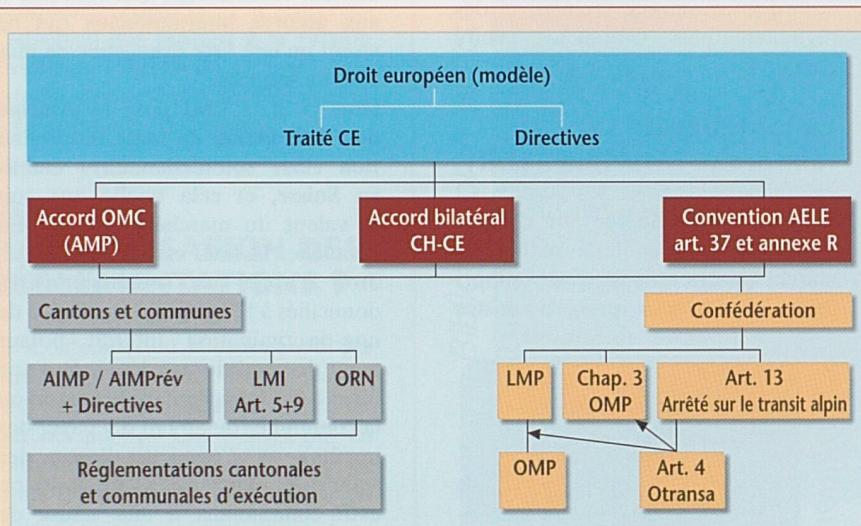 Droit européen (modèle)
Traité CE
Directives
Accord OMC
(AMP)
Accord bilatéral
CH-CE
Convention AELE
art. 37 et annexe R
Cantons et communes
Confédération
AIMP / AIMPrév
+ Directives
LMI
Art. 5+9
ORN
LMP
Chap. 3
OMP
Art. 13
Arrêté sur le transit alpin
Réglementations cantonales
et communales d'exécution
OMP
Art. 4
Otransa